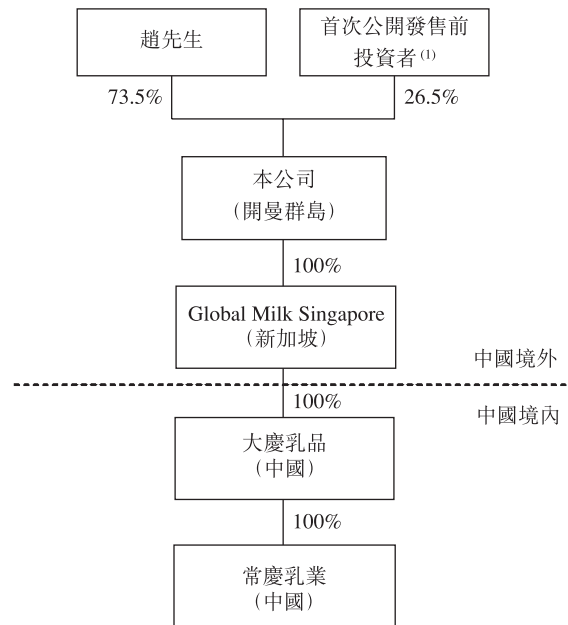 趙先生
首次公開發售前
投資者(1)
73.5%
26.5%
本公司
(開曼群島)
100%
Global Milk Singapore
(新加坡)
中國境外
100%
中國境內
大慶乳品
(中國)
100%
常慶乳業
(中國)